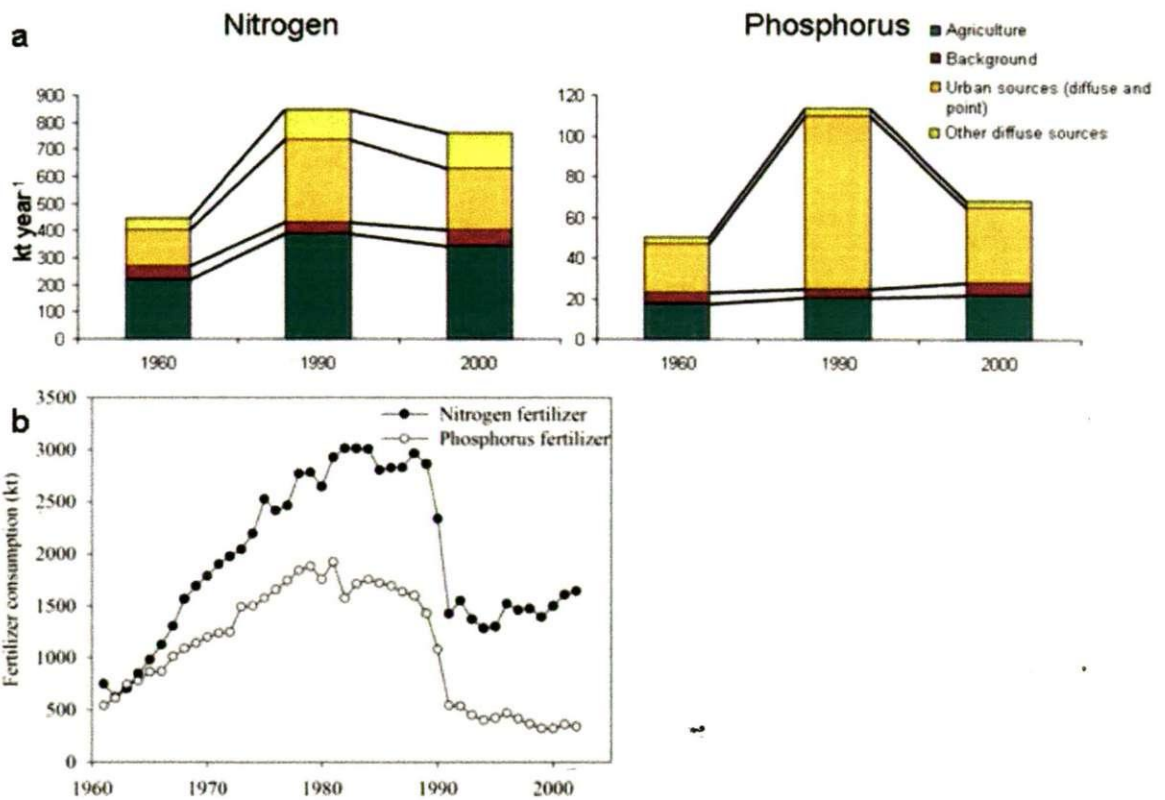 a
Nitrogen
Phosphorus
Agriculture
Background
Urban sources (diffuse and
point)
Other diffuse sources
kt year¹
900
800
700
600
500
400
300
200
100
0
1960
1990
2000
120
100
80
60
40
20
0
1960
1990
2000
b
Nitrogen fertilizer
Phosphorus fertilizer
Fertilizer consumption (kt)
3500
3000
2500
2000
1500
1000
500
0
1960
1970
1980
1990
2000